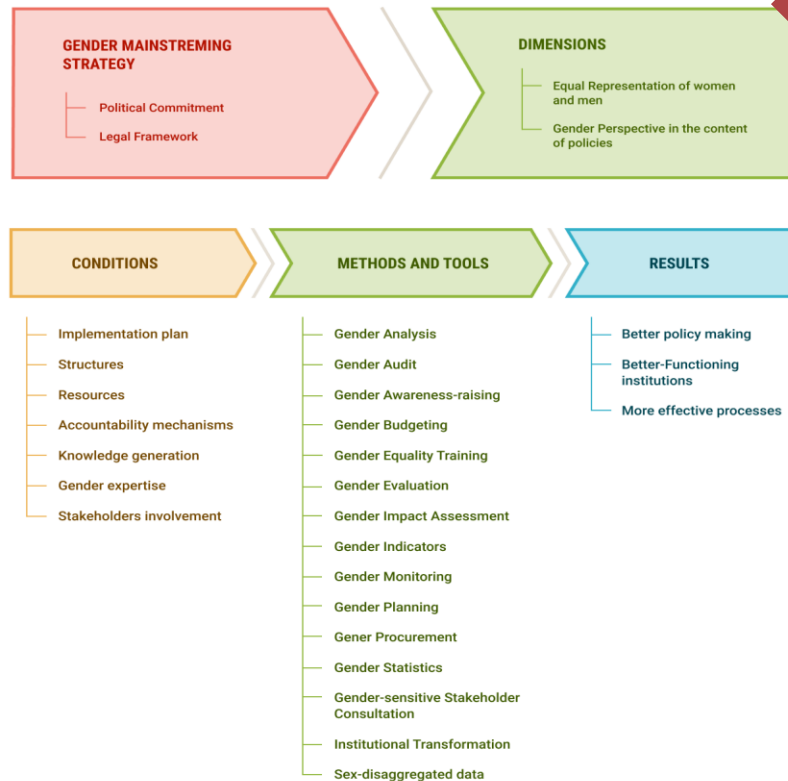 GENDER MAINSTREMING
STRATEGY
Political Commitment
Legal Framework
DIMENSIONS
Equal Representation of women
and men
Gender Perspective in the content
of policies
CONDITIONS
Implementation plan
Structures
Resources
Accountability mechanisms
Knowledge generation
Gender expertise
Stakeholders involvement
METHODS AND TOOLS
Gender Analysis
Gender Audit
Gender Awareness-raising
Gender Budgeting
Gender Equality Training
Gender Evaluation
Gender Impact Assessment
Gender Indicators
Gender Monitoring
Gender Planning
Gener Procurement
Gender Statistics
Gender-sensitive Stakeholder
Consultation
Institutional Transformation
Sex-disaggregated data
RESULTS
Better policy making
Better-Functioning
institutions
More effective processes